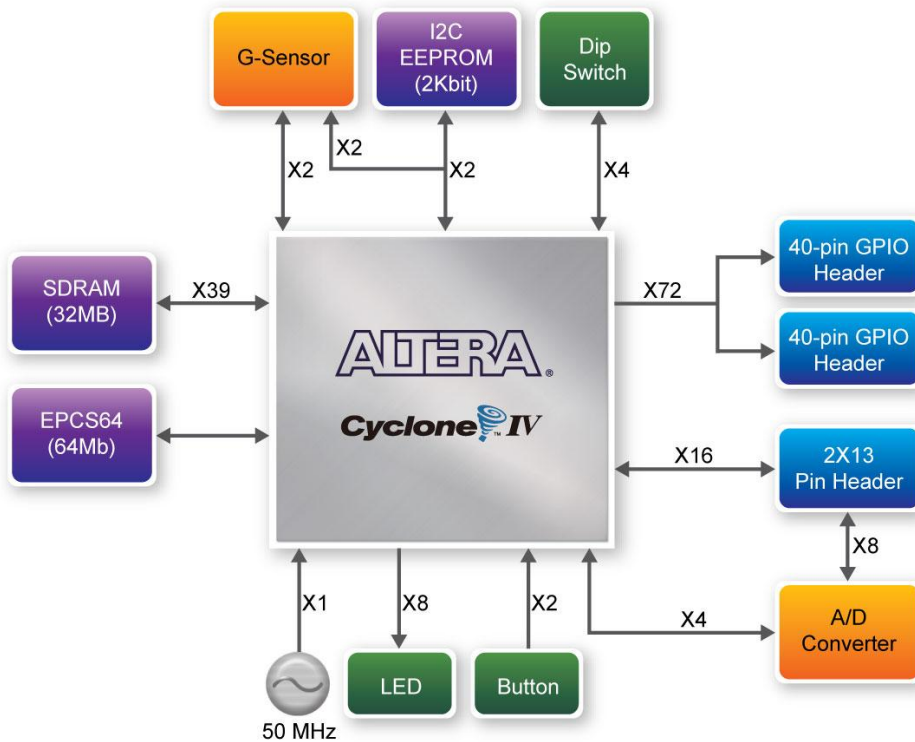 G-Sensor
I2C
EEPROM
(2Kbit)
Dip
Switch
X2
X2
X2
X4
SDRAM
(32MB)
X39
X72
40-pin GPIO
Header
40-pin GPIO
Header
ALTERA®
Cyclone™ IV
EPCS64
(64Mb)
X16
2X13
Pin Header
X8
X1
X8
X2
X4
A/D
Converter
LED
Button
50 MHz